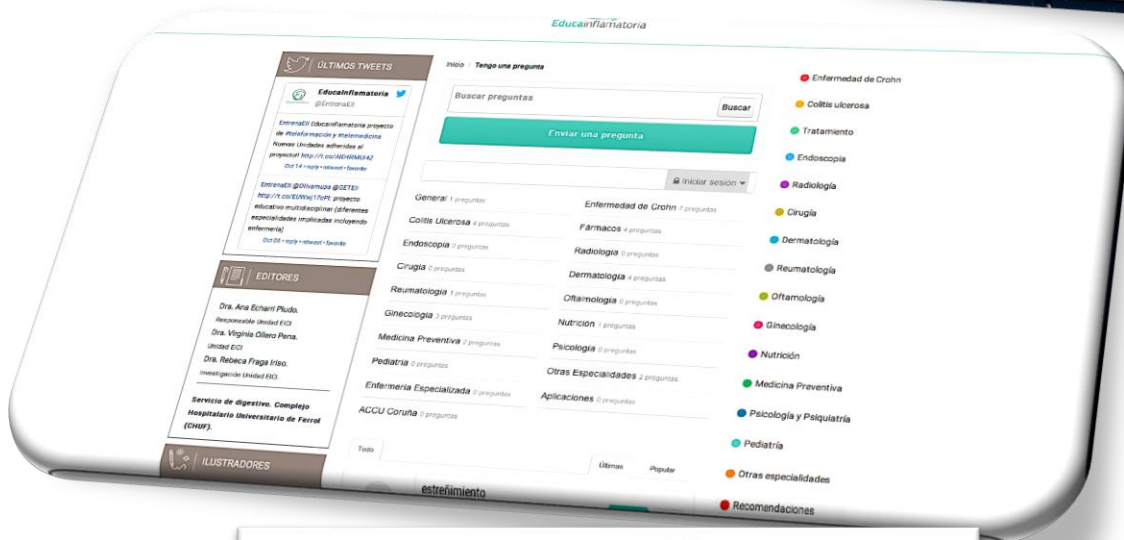 Educainflamatoria
ÚLTIMOS TWEETS
EducaInflamatoria
@EntrenaEII
EntrenaEII Educainflamatoria proyecto
de #teleformación y #telemedicina
Nuevas Unidades adheridas al
proyecto!!
Oct 14 • reply • retweet • favorite
EntrenaEII @Olivamupa @GETEII
proyecto
educativo multidisciplinar (diferentes
especialidades implicadas incluyendo
enfermería)
Oct 08 • reply • retweet • favorite
EDITORES
Dra. Ana Echarri Piudo.
Responsable Unidad EICI
Dra. Virginia Ollero Pena.
Unidad EICI
Dra. Rebeca Fraga Iriso.
Investigación Unidad EICI.
Servicio de digestivo. Complejo
Hospitalario Universitario de Ferrol
(CHUF).
ILUSTRADORES
Inicio / Tengo una pregunta
Buscar preguntas
Buscar
Enviar una pregunta
Iniciar sesión
General 1 preguntas
Enfermedad de Crohn 7 preguntas
Colitis Ulcerosa 4 preguntas
Fármacos 4 preguntas
Endoscopia 0 preguntas
Radiología 0 preguntas
Cirugía 0 preguntas
Dermatología 4 preguntas
Reumatología 1 preguntas
Oftalmología 0 preguntas
Ginecología 3 preguntas
Nutrición 1 preguntas
Medicina Preventiva 2 preguntas
Psicología 0 preguntas
Pediatría 0 preguntas
Otras Especialidades 2 preguntas
Enfermería Especializada 0 preguntas
Aplicaciones 0 preguntas
ACCU Coruña 0 preguntas
Todo
Últimas
Popular
estreñimiento
Enfermedad de Crohn
Colitis ulcerosa
Tratamiento
Endoscopia
Radiología
Cirugía
Dermatología
Reumatología
Oftamología
Ginecología
Nutrición
Medicina Preventiva
Psicología y Psiquiatría
Pediatría
Otras especialidades
Recomendaciones